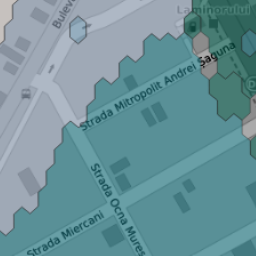 Laminorului
Bulev
Strada Mitropolit Andrei Șaguna
Strada Ocna Mureș
Strada Miercani